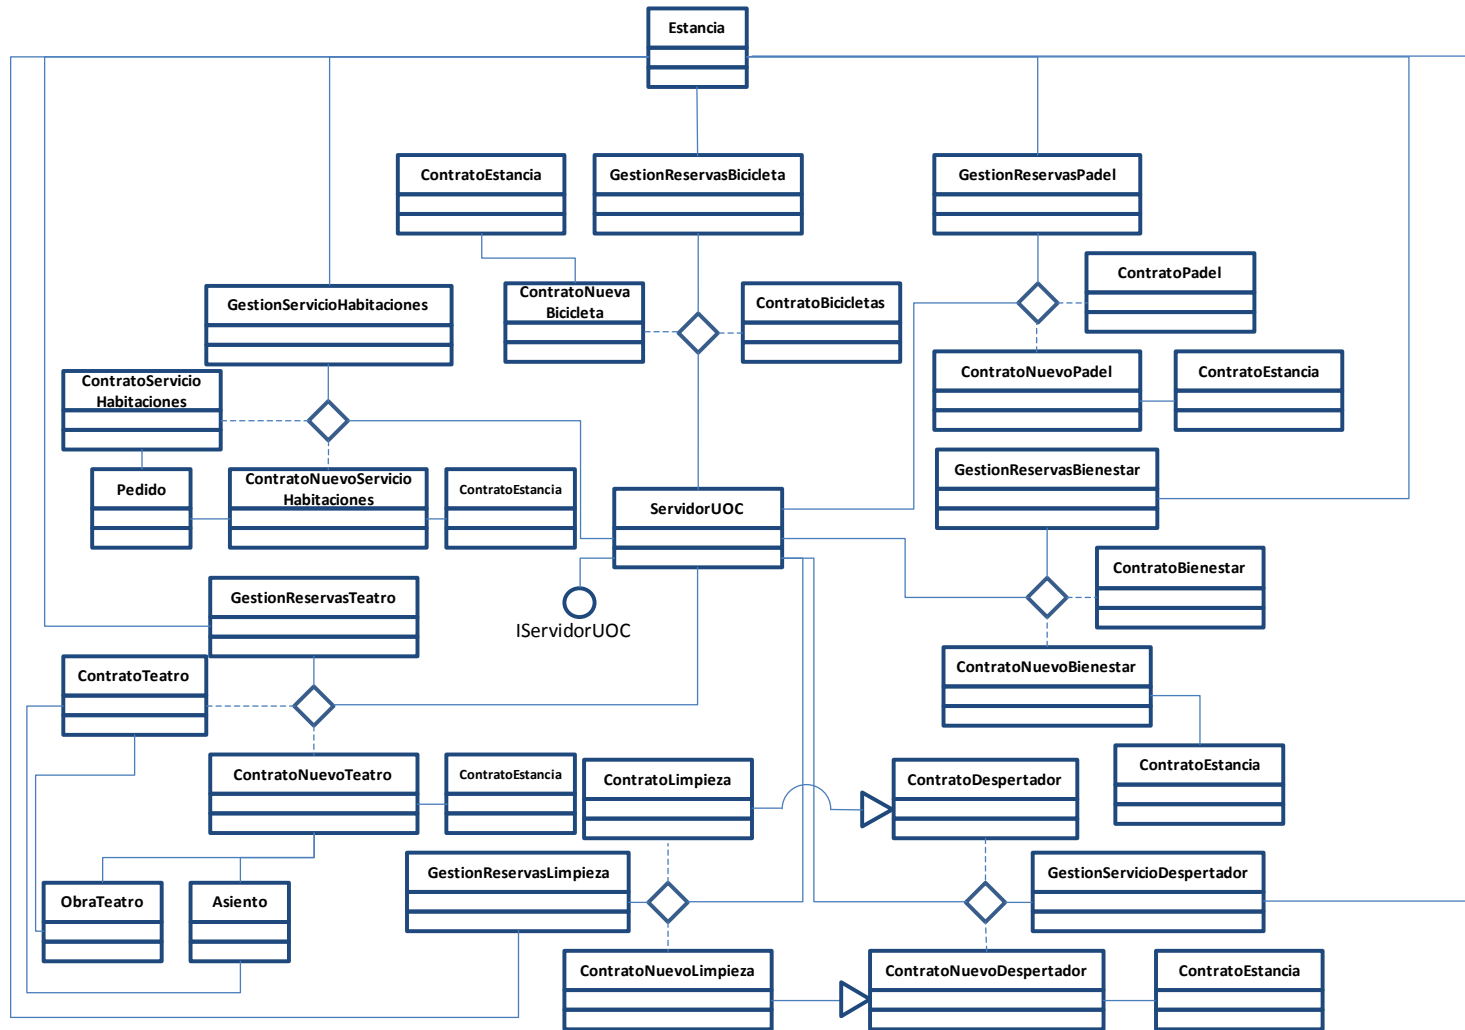 Estancia
ContratoEstancia
GestionReservasBicicleta
GestionReservasPadel
ContratoPadel
GestionServicioHabitaciones
ContratoNueva
Bicicleta
ContratoBicicletas
ContratoNuevoPadel
ContratoEstancia
ContratoServicio
Habitaciones
GestionReservasBienestar
Pedido
ContratoNuevoServicio
Habitaciones
ContratoEstancia
ServidorUOC
ContratoBienestar
GestionReservasTeatro
IServidorUOC
ContratoTeatro
ContratoNuevoBienestar
ContratoNuevoTeatro
ContratoEstancia
ContratoLimpieza
ContratoDespertador
ContratoEstancia
GestionReservasLimpieza
GestionServicioDespertador
ObraTeatro
Asiento
ContratoNuevoLimpieza
ContratoNuevoDespertador
ContratoEstancia